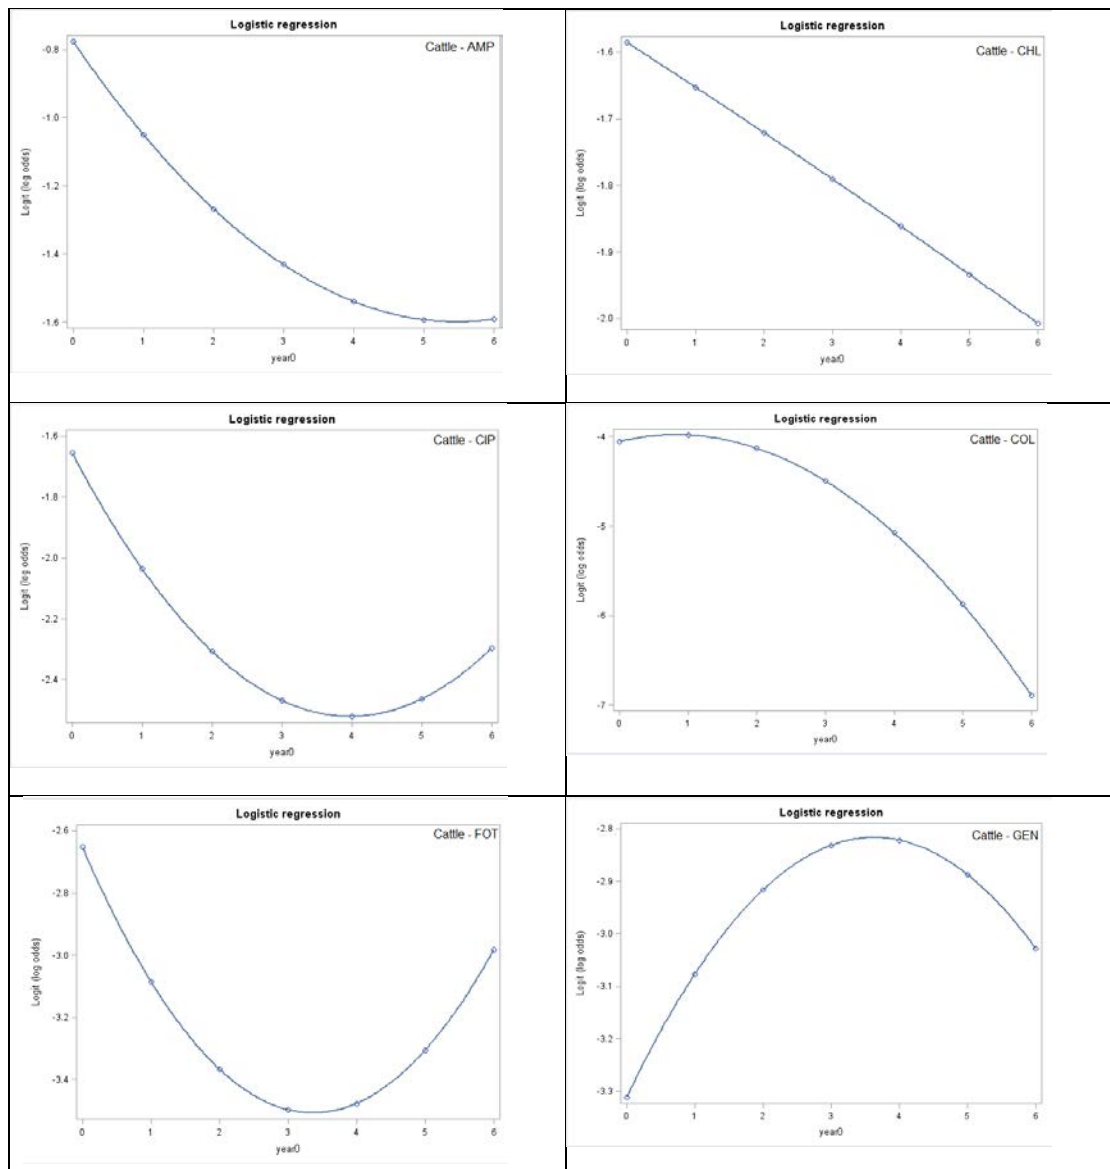 Logistic regression
Cattle - AMP
-0.8
-1.0
-1.2
-1.4
-1.6
Logit (log odds)
0 1 2 3 4 5 6
year0
Logistic regression
Cattle - CHL
-1.6
-1.7
-1.8
-1.9
-2.0
Logit (log odds)
0 1 2 3 4 5 6
year0
Logistic regression
Cattle - CIP
-1.6
-1.8
-2.0
-2.2
-2.4
Logit (log odds)
0 1 2 3 4 5 6
year0
Logistic regression
Cattle - COL
-4
-5
-6
-7
Logit (log odds)
0 1 2 3 4 5 6
year0
Logistic regression
Cattle - FOT
-2.6
-2.8
-3.0
-3.2
-3.4
Logit (log odds)
0 1 2 3 4 5 6
year0
Logistic regression
Cattle - GEN
-2.8
-2.9
-3.0
-3.1
-3.2
-3.3
Logit (log odds)
0 1 2 3 4 5 6
year0